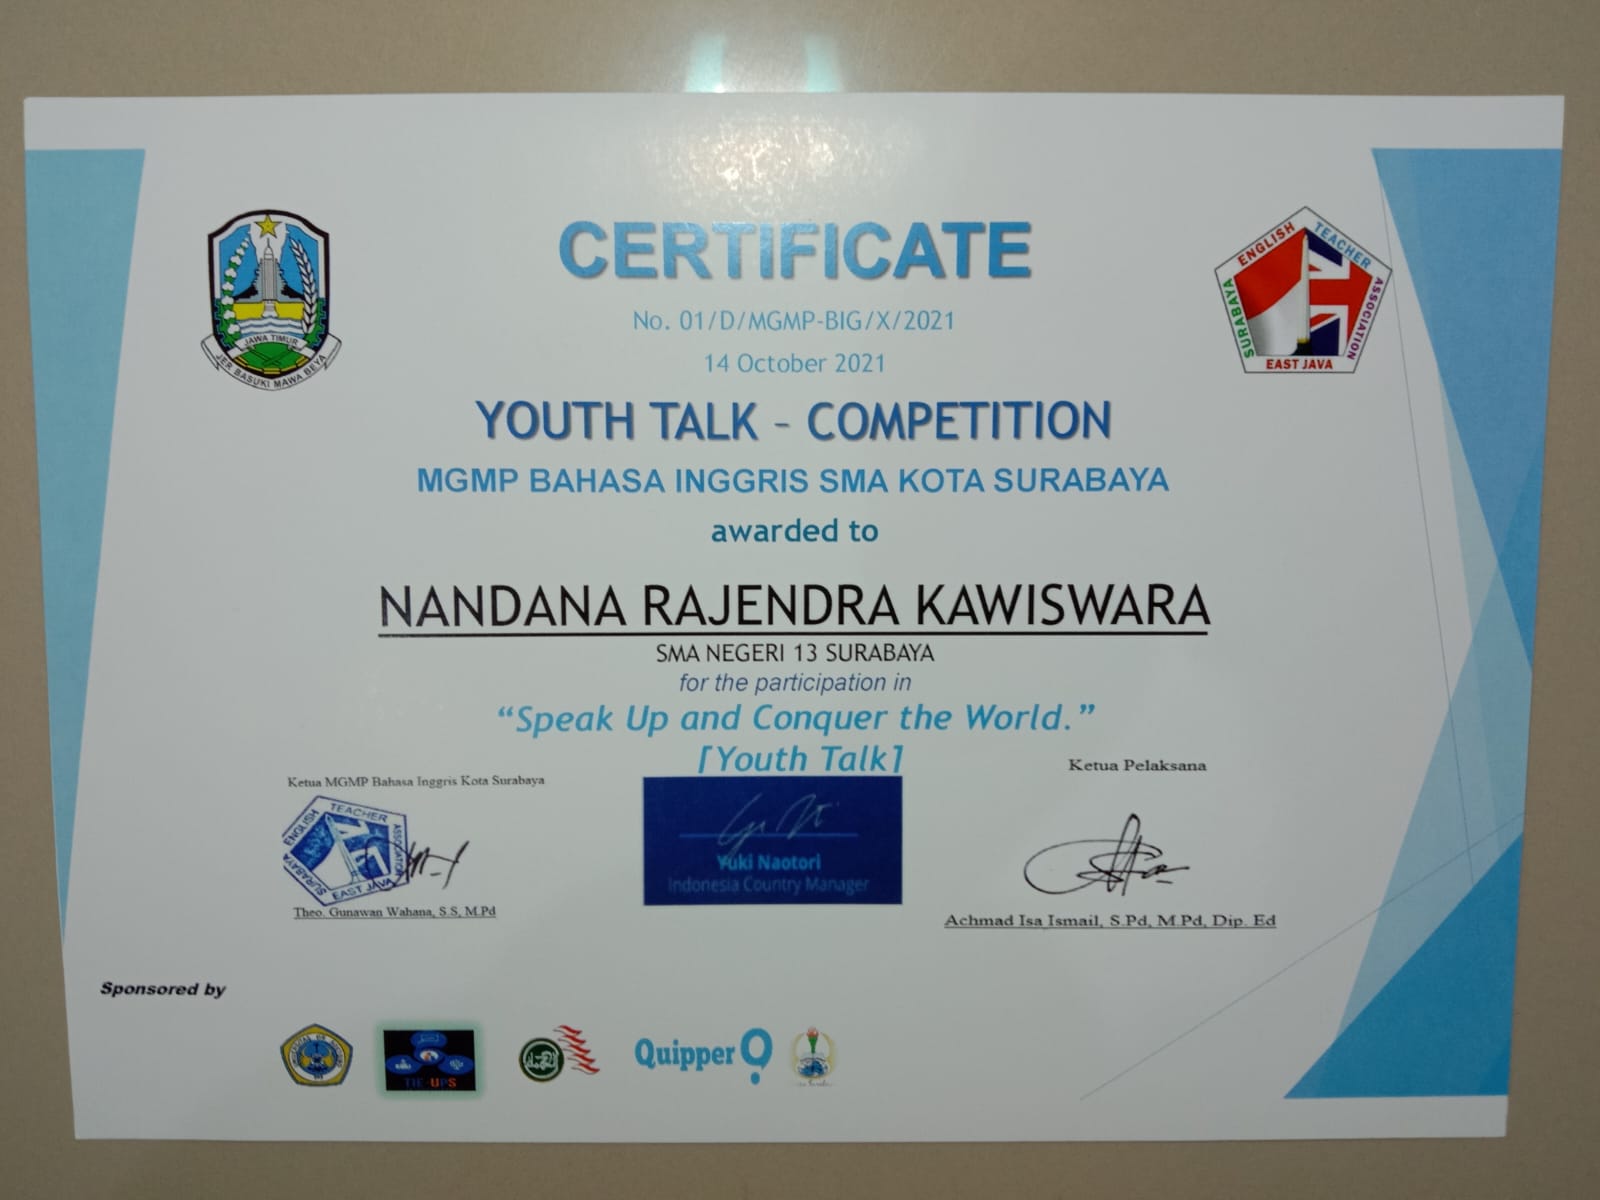 JAWA TIMUR
JER BASUKI MAWA BEYA
SURABAYA ENGLISH TEACHER ASSOCIATION
EAST JAVA
CERTIFICATE
No. 01/D/MGMP-BIG/X/2021
14 October 2021
YOUTH TALK – COMPETITION
MGMP BAHASA INGGRIS SMA KOTA SURABAYA
awarded to
NANDANA RAJENDRA KAWISWARA
SMA NEGERI 13 SURABAYA
for the participation in
“Speak Up and Conquer the World.”
[Youth Talk]
Ketua MGMP Bahasa Inggris Kota Surabaya
SURABAYA ENGLISH TEACHER ASSOCIATION
EAST JAVA
Theo. Gunawan Wahana, S.S, M.Pd
Yuki Naotori
Indonesia Country Manager
Ketua Pelaksana
Achmad Isa Ismail, S.Pd, M.Pd, Dip. Ed
Sponsored by
TIE-UPS
Quipper